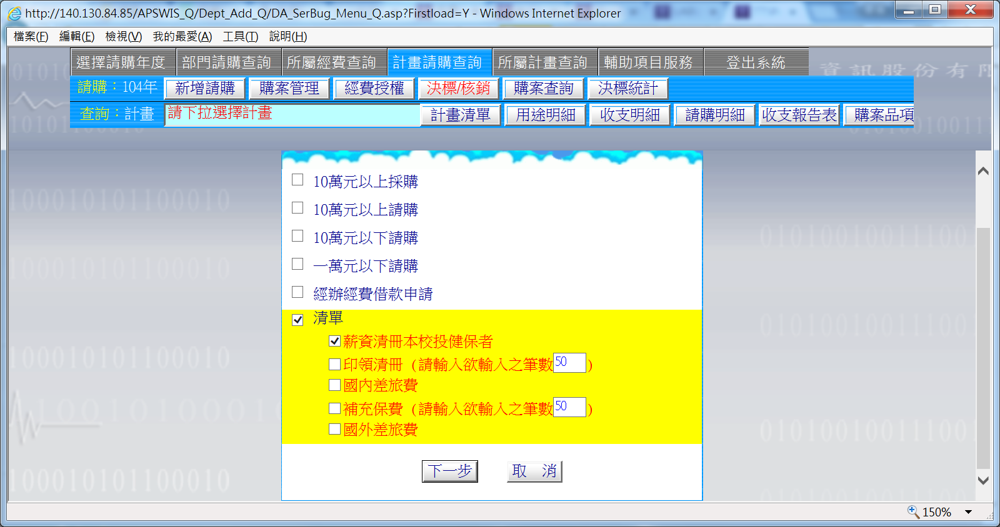 http://140.130.84.85/APSWIS_Q/Dept_Add_Q/DA_SerBug_Menu_Q.asp?Firstload=Y - Windows Internet Explorer
檔案(F) 編輯(E) 檢視(V) 我的最愛(A) 工具(T) 說明(H)
選擇請購年度 部門請購查詢 所屬經費查詢 計畫請購查詢 所屬計畫查詢 輔助項目服務 登出系統
資訊股份有限
請購：104年 新增請購 購案管理 經費授權 決標/核銷 購案查詢 決標統計
查詢：計畫 請下拉選擇計畫 計畫清單 用途明細 收支明細 請購明細 收支報告表 購案品項
10萬元以上採購
10萬元以上請購
10萬元以下請購
一萬元以下請購
經辦經費借款申請
清單
薪資清冊本校投健保者
印領清冊（請輸入欲輸入之筆數50）
國內差旅費
補充保費（請輸入欲輸入之筆數50）
國外差旅費
下一步 取 消
150%